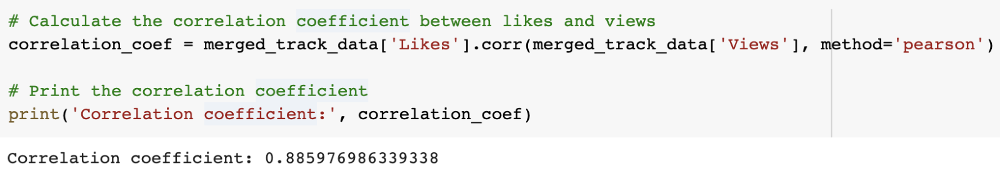 # Calculate the correlation coefficient between likes and views
correlation_coef = merged_track_data['Likes'].corr(merged_track_data['Views'], method='pearson')
# Print the correlation coefficient
print('Correlation coefficient:', correlation_coef)
Correlation coefficient: 0.885976986339338